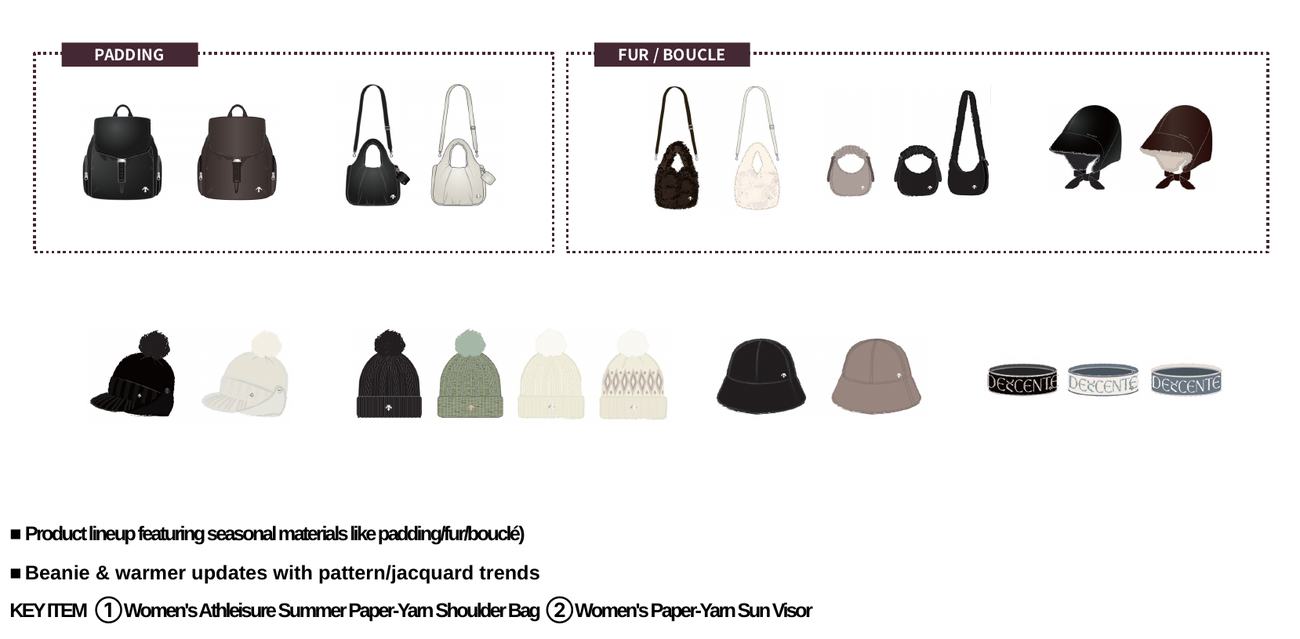 PADDING
FUR / BOUCLE
DESCENTE DESCENTE DESCENTE
■ Product lineup featuring seasonal materials like padding/fur/bouclé)
■ Beanie & warmer updates with pattern/jacquard trends
KEY ITEM ① Women's Athleisure Summer Paper-Yarn Shoulder Bag ② Women's Paper-Yarn Sun Visor